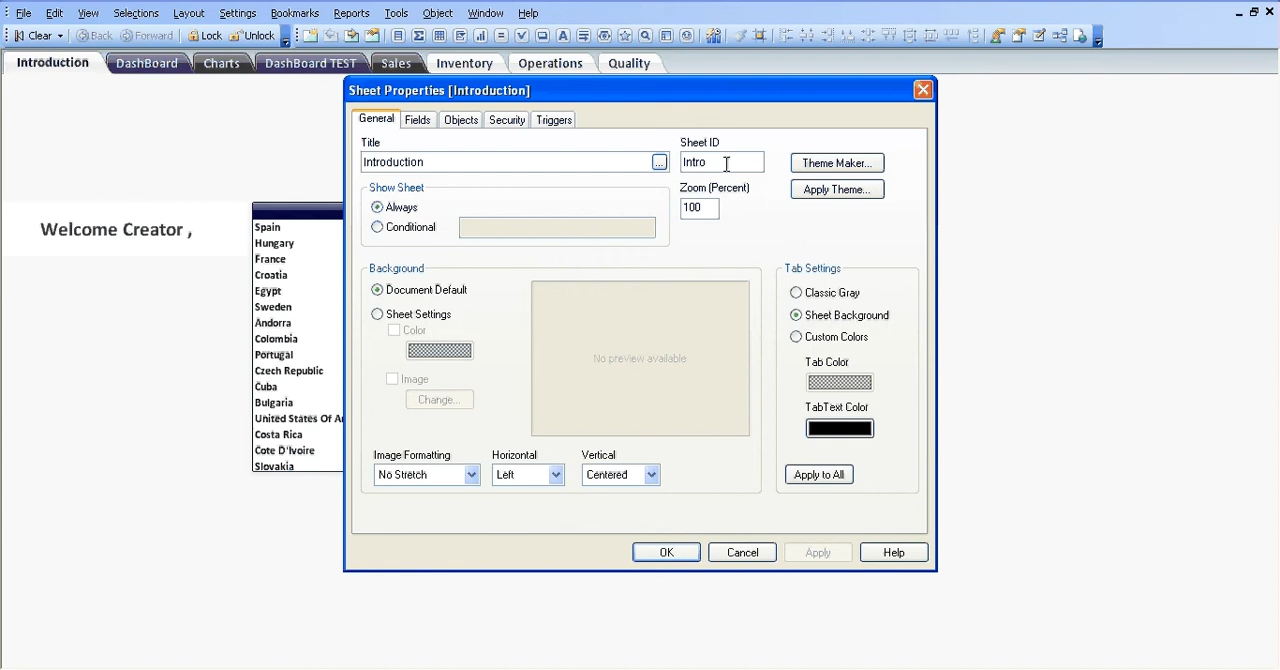 File Edit View Selections Layout Settings Bookmarks Reports Tools Object Window Help
Clear Back Forward Lock Unlock
Introduction DashBoard Charts DashBoard TEST Sales Inventory Operations Quality
Sheet Properties [Introduction]
General Fields Objects Security Triggers
Title Sheet ID
Introduction ... Intro Theme Maker...
Show Sheet Zoom (Percent) Apply Theme...
Always 100
Conditional
Welcome Creator ,
Spain
Hungary
France
Croatia
Egypt
Sweden
Andorra
Colombia
Portugal
Czech Republic
Cuba
Bulgaria
United States Of Am
Costa Rica
Cote D'Ivoire
Slovakia
Background Tab Settings
Document Default Classic Gray
Sheet Settings Sheet Background
Color Custom Colors
No preview available Tab Color
Image
Change...
TabText Color
Image Formatting Horizontal Vertical
No Stretch Left Centered Apply to All
OK Cancel Apply Help